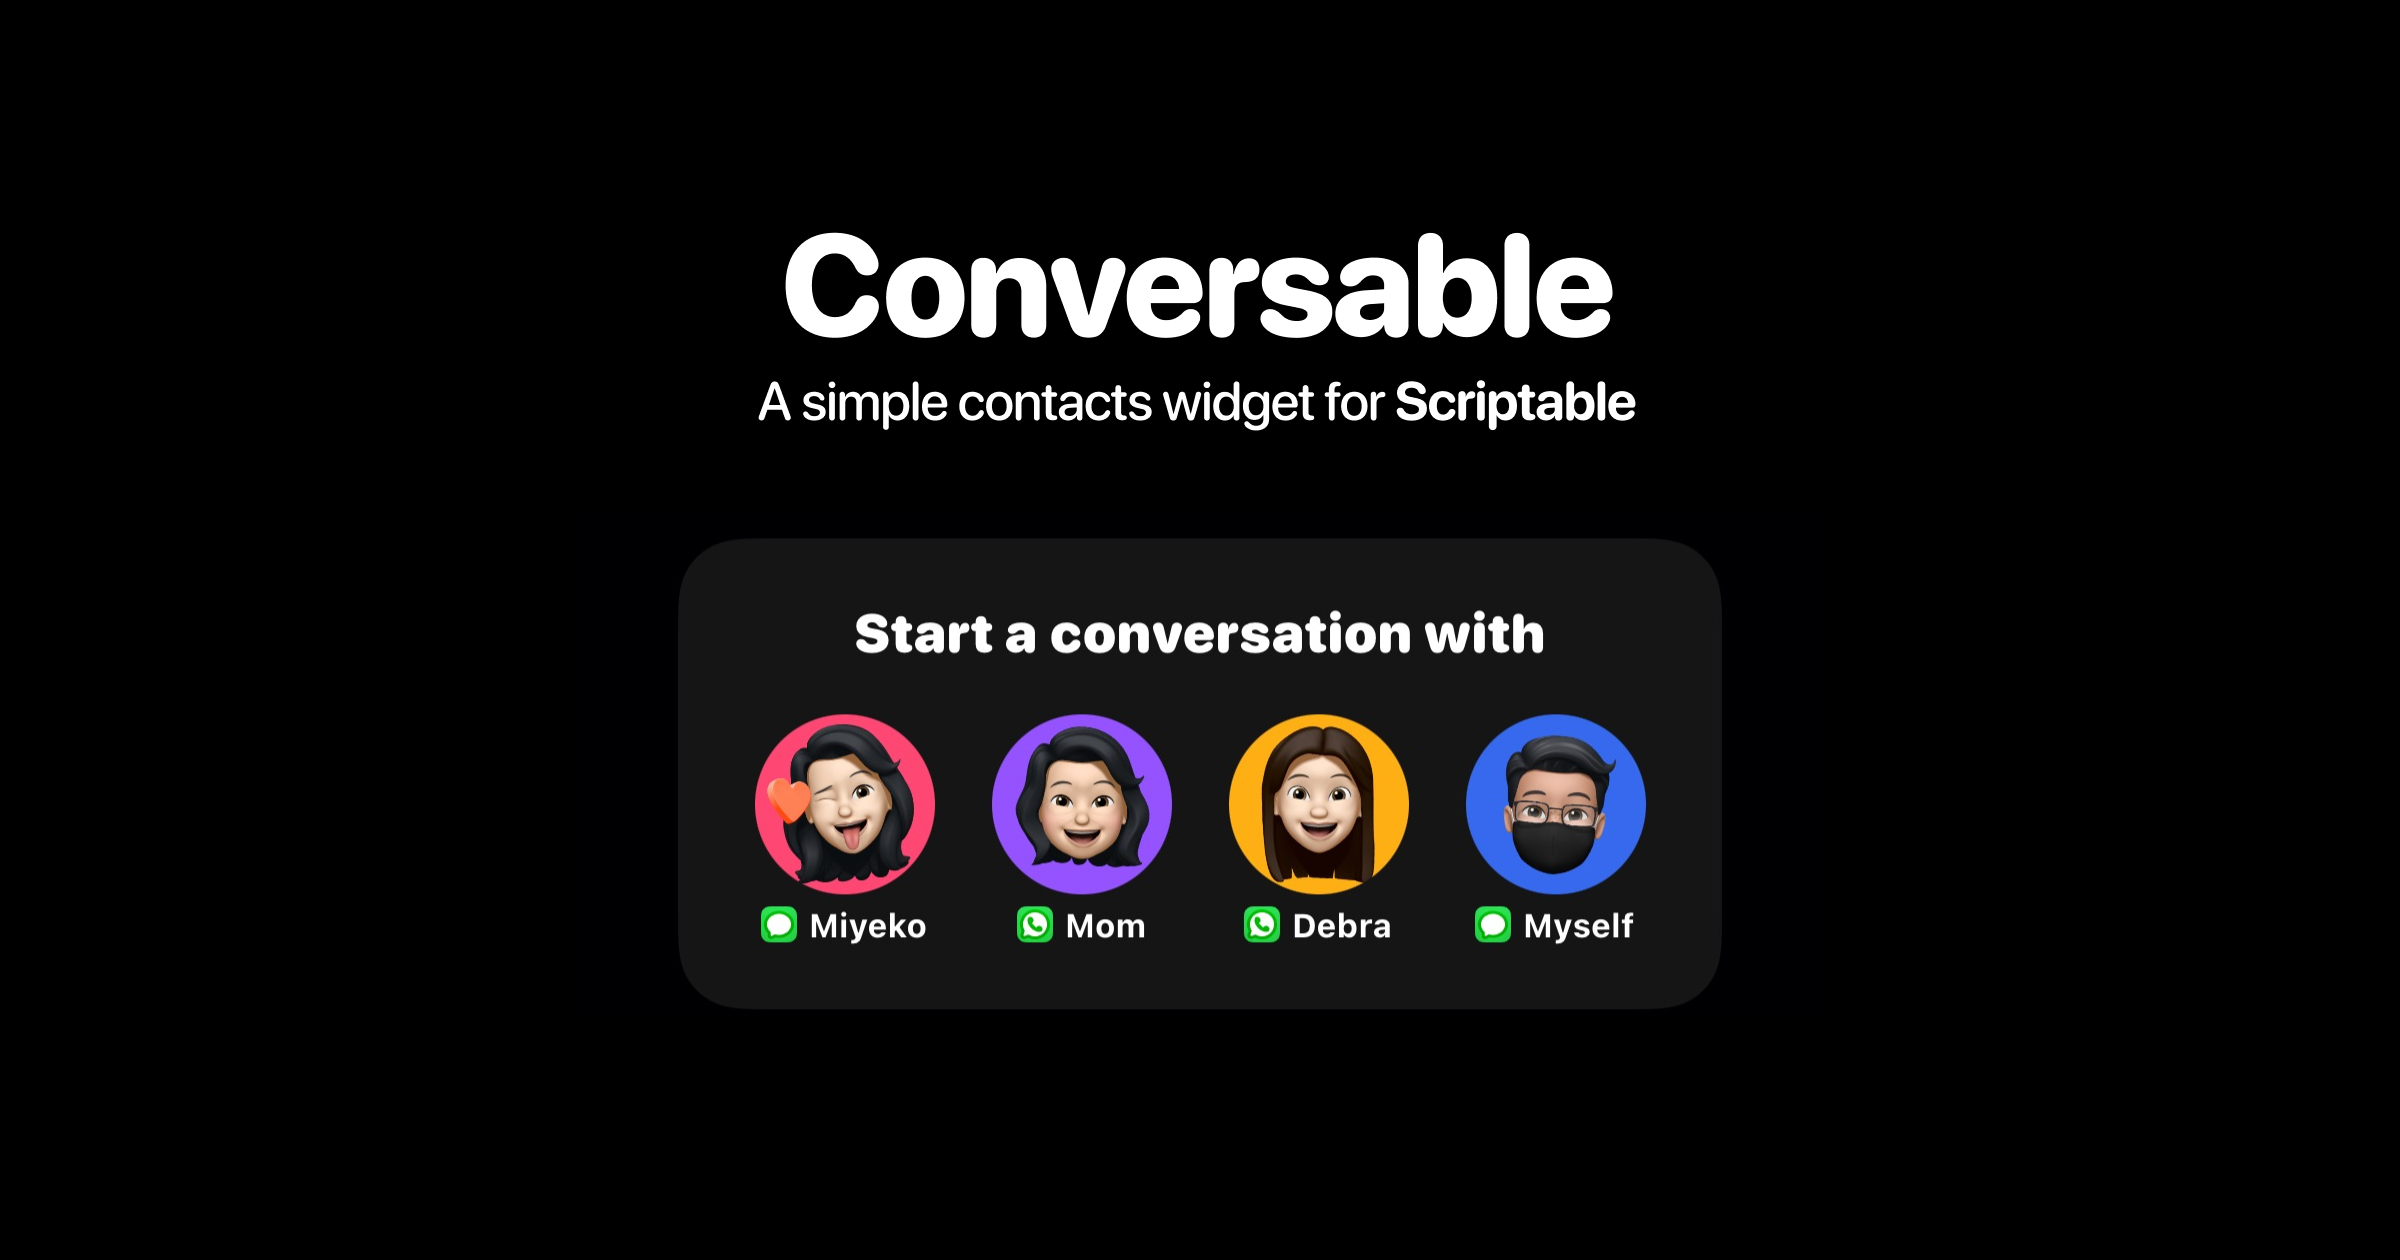 Conversable
A simple contacts widget for Scriptable
Start a conversation with
Miyeko
Mom
Debra
Myself